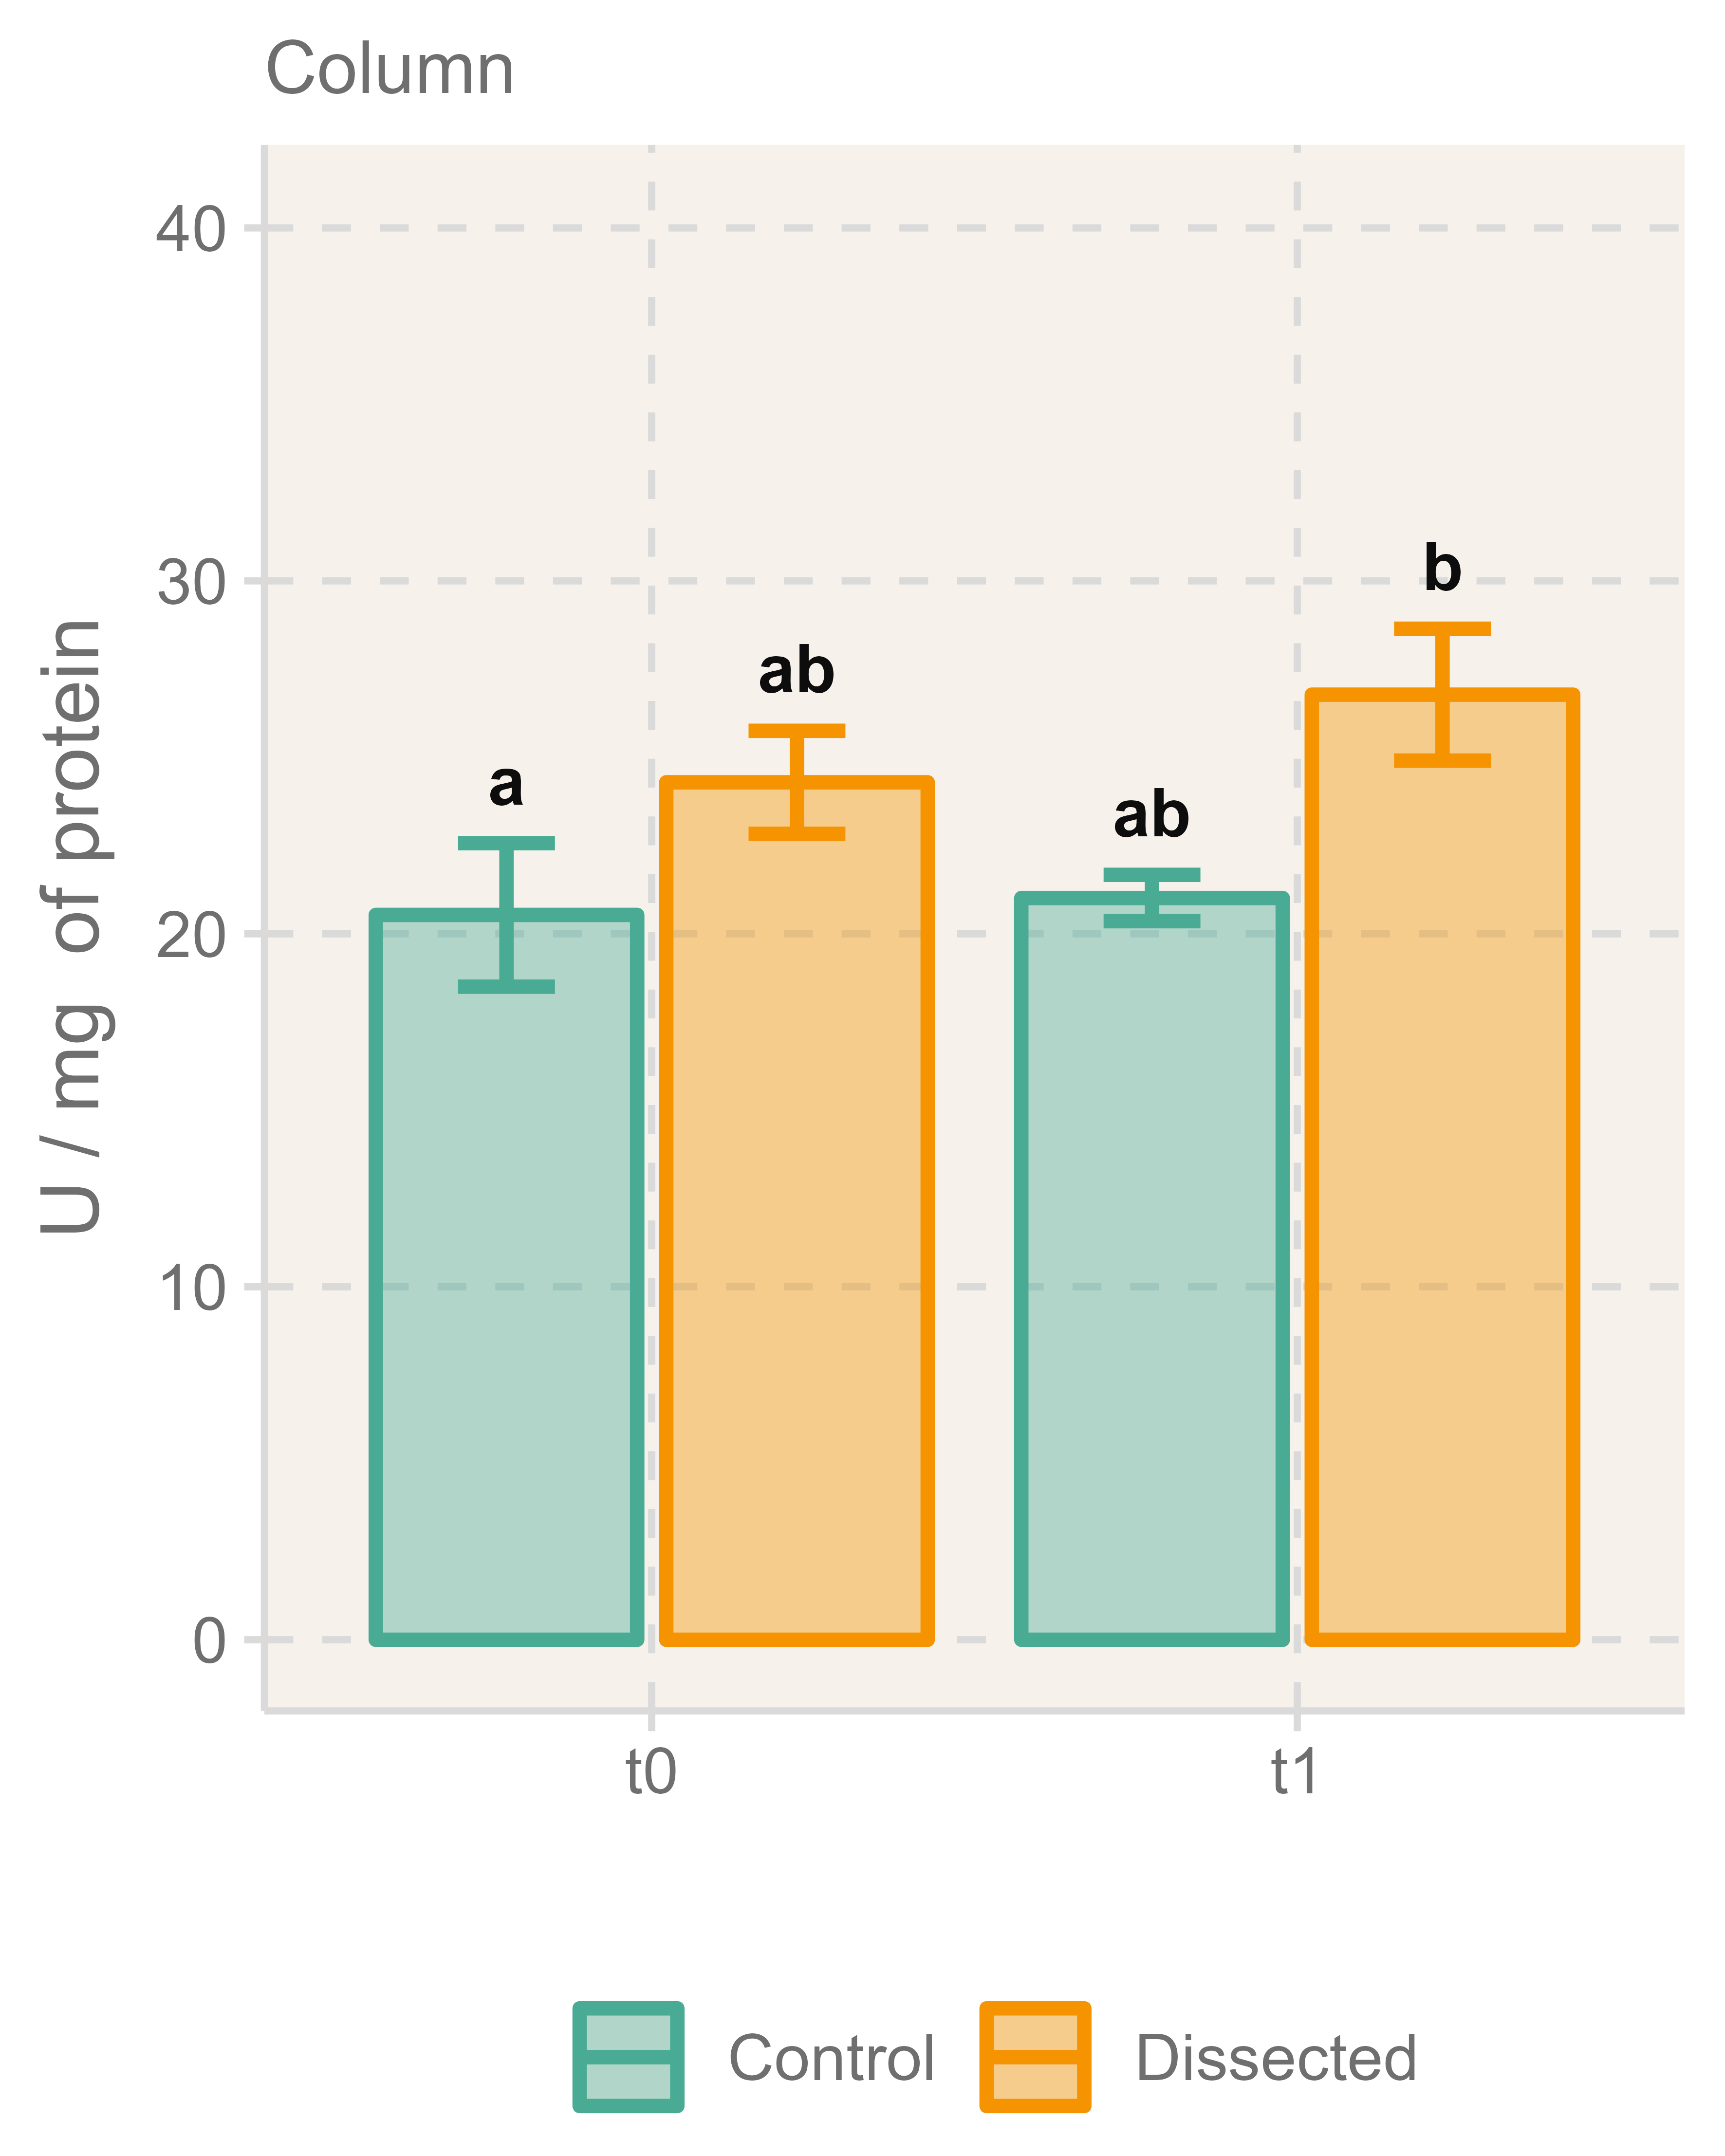 Column
40
30
20
10
0
U / mg  of protein
a
ab
ab
b
t0
t1
Control
Dissected